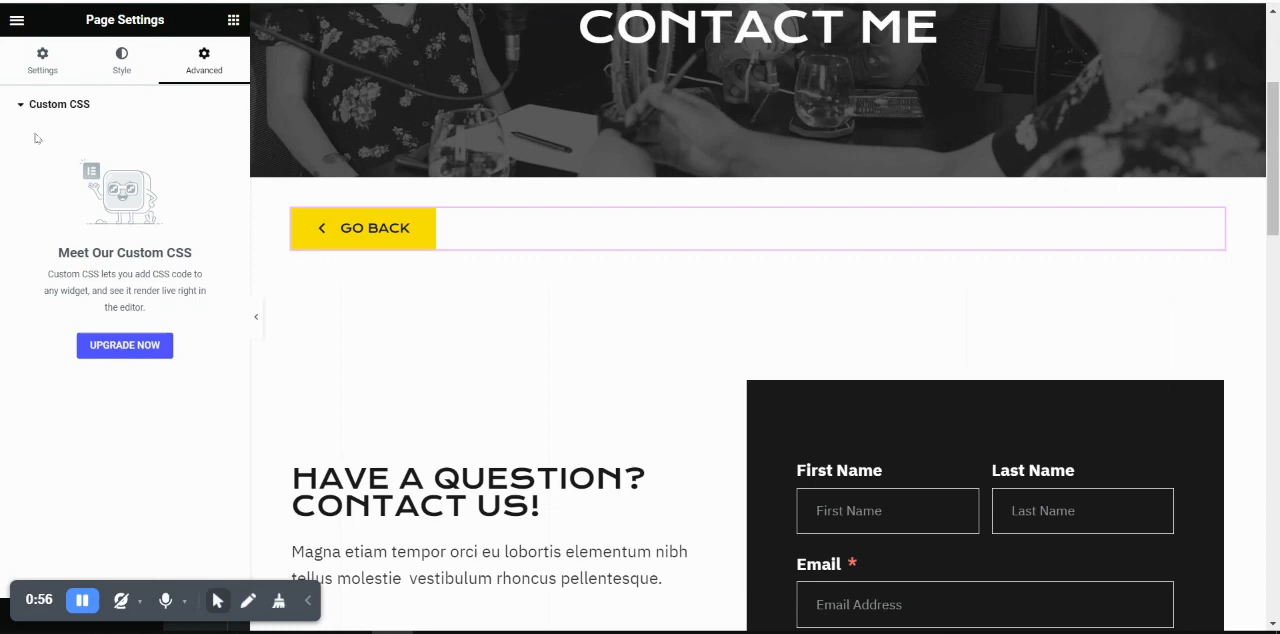 Page Settings
Settings
Style
Advanced
Custom CSS
Meet Our Custom CSS
Custom CSS lets you add CSS code to
any widget, and see it render live right in
the editor.
UPGRADE NOW
0:56
CONTACT ME
GO BACK
HAVE A QUESTION?
CONTACT US!
Magna etiam tempor orci eu lobortis elementum nibh
tellus molestie vestibulum rhoncus pellentesque.
First Name
Last Name
First Name
Last Name
Email *
Email Address